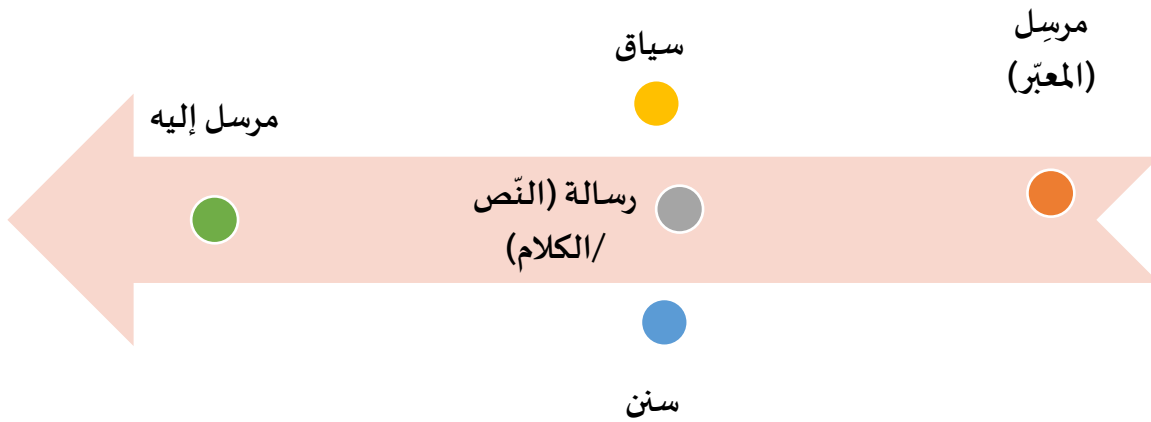 مرسِل
(المعبّر)
سياق
مرسل إليه
رسالة (النّص
/الكلام)
سنن